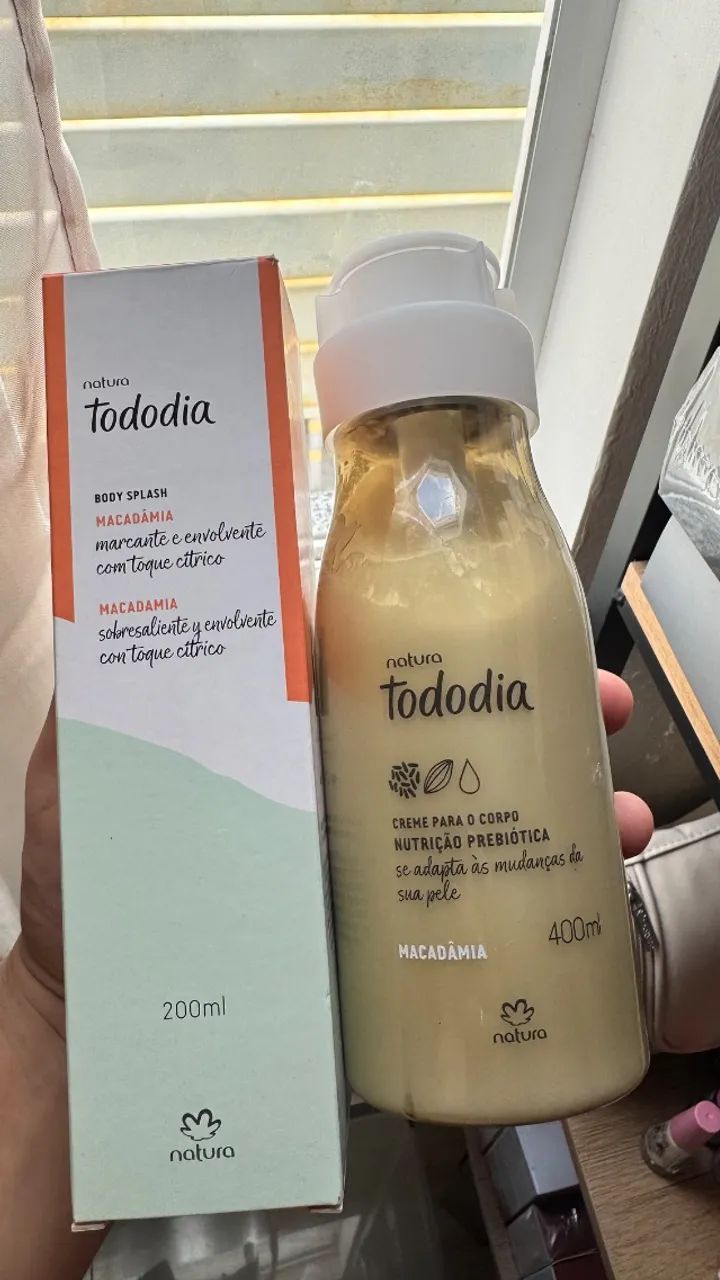 natura
tododia
BODY SPLASH
MACADÂMIA
marcante e envolvente
com toque cítrico
MACADAMIA
sobresaliente y envolvente
con toque cítrico
200ml
natura
natura
tododia
CREME PARA O CORPO
NUTRIÇÃO PREBIÓTICA
se adapta às mudanças da
sua pele
400ml
MACADÂMIA
natura